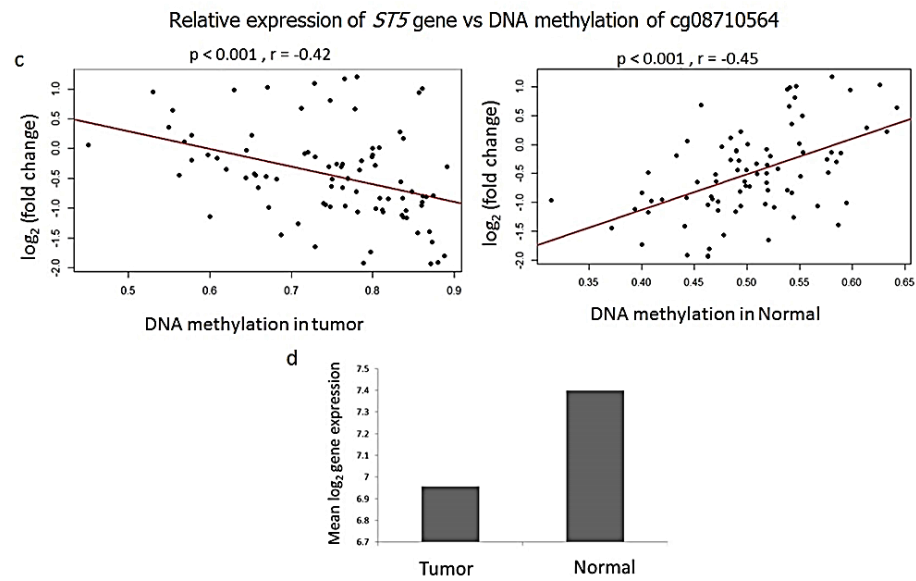 Relative expression of ST5 gene vs DNA methylation of cg08710564
c
p < 0.001 , r = -0.42
log2 (fold change)
1.0
0.5
0.0
-0.5
-1.0
-1.5
-2.0
0.5 0.6 0.7 0.8 0.9
DNA methylation in tumor
p < 0.001 , r = -0.45
log2 (fold change)
1.0
0.5
0.0
-0.5
-1.0
-1.5
-2.0
0.35 0.40 0.45 0.50 0.55 0.60 0.65
DNA methylation in Normal
d
Mean log2 gene expression
7.5
7.4
7.3
7.2
7.1
7
6.9
6.8
6.7
Tumor Normal